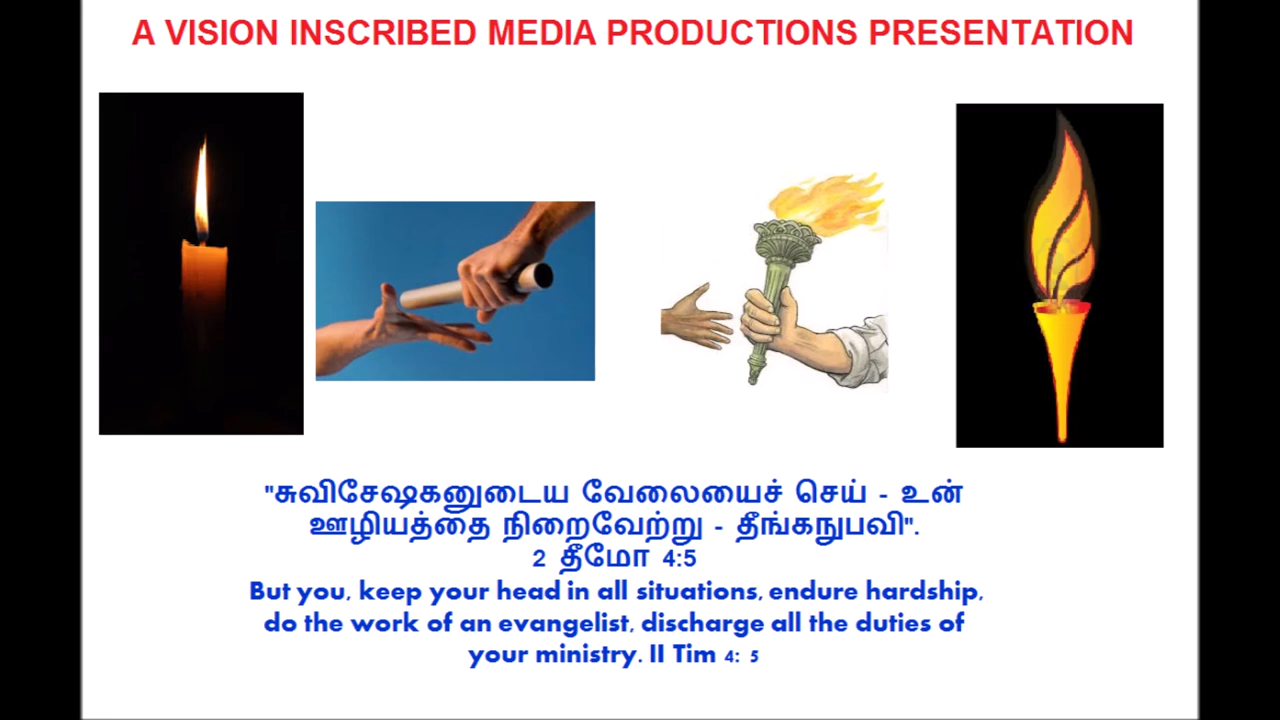 A VISION INSCRIBED MEDIA PRODUCTIONS PRESENTATION
"சுவிசேஷகனுடைய வேலையைச் செய் - உன்
ஊழியத்தை நிறைவேற்று - தீங்கநுபவி".
2 தீமோ 4:5
But you, keep your head in all situations, endure hardship,
do the work of an evangelist, discharge all the duties of
your ministry. II Tim 4: 5